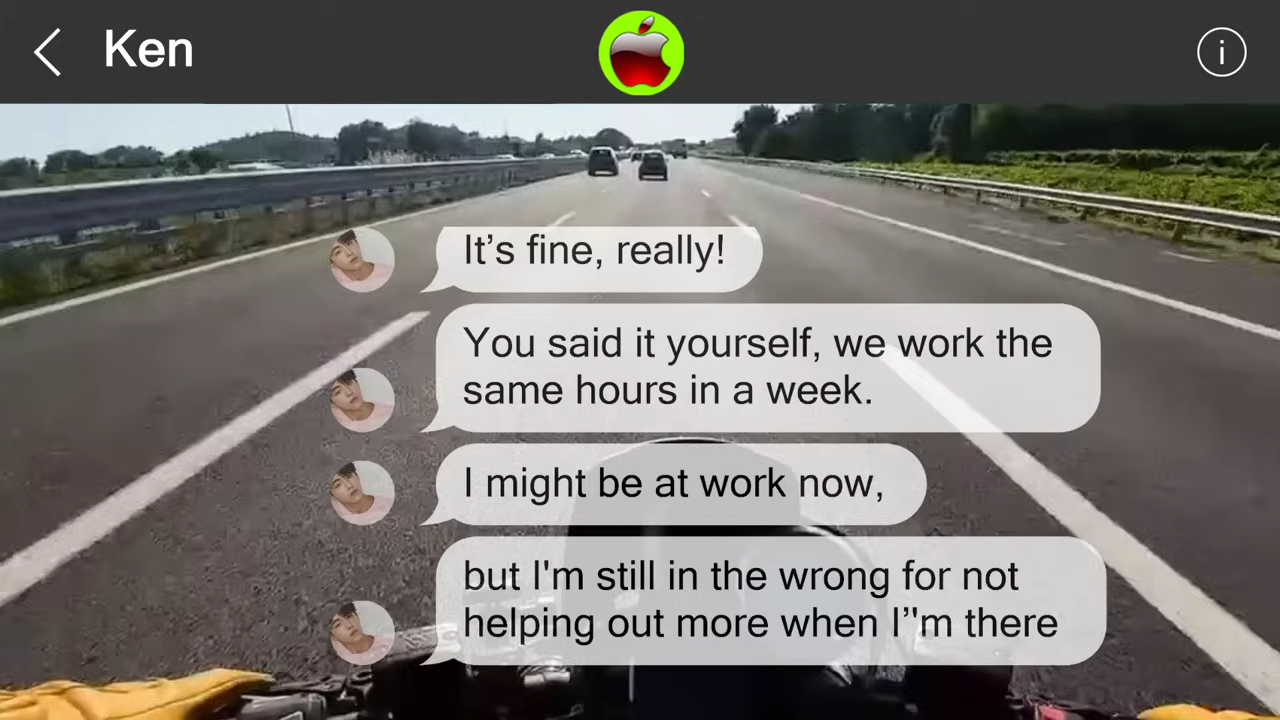 Ken
i
It’s fine, really!
You said it yourself, we work the
same hours in a week.
I might be at work now,
but I'm still in the wrong for not
helping out more when I"m there